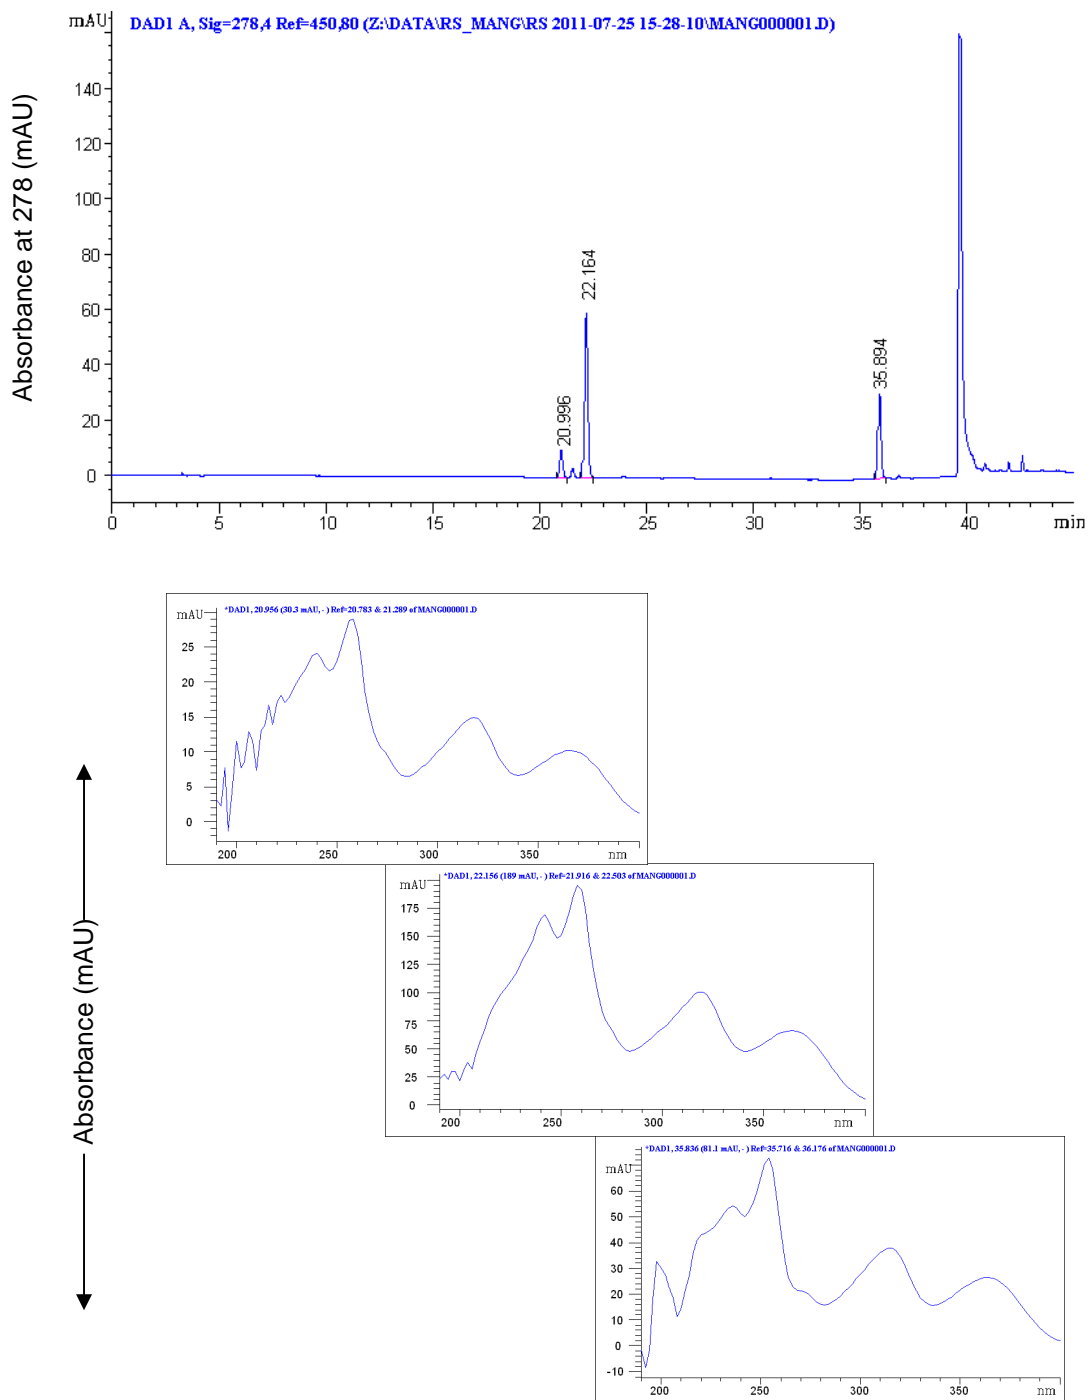 mAU
DAD1 A, Sig=278,4 Ref=450,80 (Z:\DATA\RS_MANG\RS 2011-07-25 15-28-10\MANG000001.D)
Absorbance at 278 (mAU)
140
120
100
80
60
40
20
0
20.996
22.164
35.894
0 5 10 15 20 25 30 35 40 min
*DAD1, 20.956 (30.3 mAU, - ) Ref=20.783 & 21.289 of MANG000001.D
mAU
25
20
15
10
5
0
200 250 300 350 nm
Absorbance (mAU)
*DAD1, 22.156 (189 mAU, - ) Ref=21.916 & 22.503 of MANG000001.D
mAU
175
150
125
100
75
50
25
0
200 250 300 350 nm
*DAD1, 35.836 (81.1 mAU, - ) Ref=35.716 & 36.176 of MANG000001.D
mAU
60
50
40
30
20
10
0
-10
200 250 300 350 nm